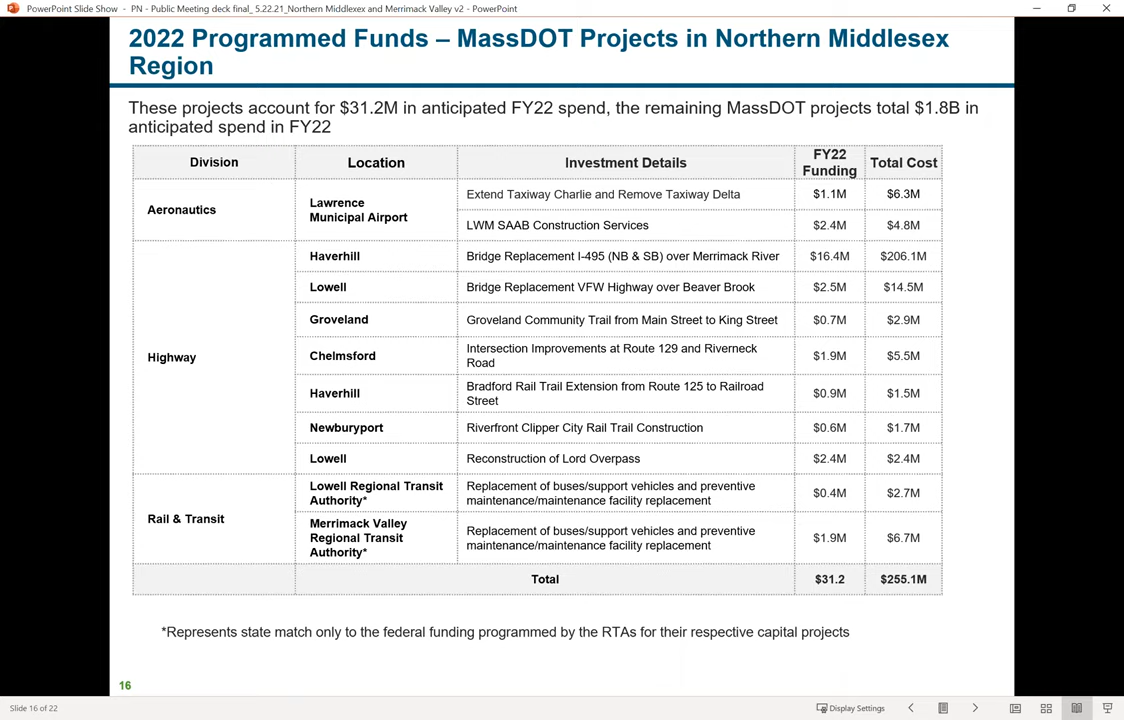 PowerPoint Slide Show - PN - Public Meeting deck final_ 5.22.21_Northern Middlexex and Merrimack Valley v2 - PowerPoint
2022 Programmed Funds – MassDOT Projects in Northern Middlesex
Region
These projects account for $31.2M in anticipated FY22 spend, the remaining MassDOT projects total $1.8B in
anticipated spend in FY22
Division Location Investment Details FY22 Funding Total Cost
Aeronautics
Lawrence
Municipal Airport
Extend Taxiway Charlie and Remove Taxiway Delta $1.1M $6.3M
LWM SAAB Construction Services $2.4M $4.8M
Highway
Haverhill Bridge Replacement I-495 (NB & SB) over Merrimack River $16.4M $206.1M
Lowell Bridge Replacement VFW Highway over Beaver Brook $2.5M $14.5M
Groveland Groveland Community Trail from Main Street to King Street $0.7M $2.9M
Chelmsford Intersection Improvements at Route 129 and Riverneck
Road $1.9M $5.5M
Haverhill Bradford Rail Trail Extension from Route 125 to Railroad
Street $0.9M $1.5M
Newburyport Riverfront Clipper City Rail Trail Construction $0.6M $1.7M
Lowell Reconstruction of Lord Overpass $2.4M $2.4M
Rail & Transit
Lowell Regional Transit
Authority*
Replacement of buses/support vehicles and preventive
maintenance/maintenance facility replacement $0.4M $2.7M
Merrimack Valley
Regional Transit
Authority*
Replacement of buses/support vehicles and preventive
maintenance/maintenance facility replacement $1.9M $6.7M
Total $31.2 $255.1M
*Represents state match only to the federal funding programmed by the RTAs for their respective capital projects
16
Slide 16 of 22 Display Settings